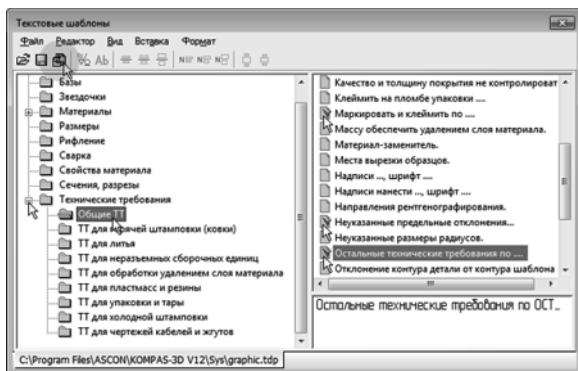 Текстовые шаблоны
Файл Редактор Вид Вставка Формат
Ab
Базы
Звездочки
Материалы
Размеры
Рифление
Сварка
Свойства материала
Сечения, разрезы
Технические требования
Общие ТТ
ТТ для горячей штамповки (ковки)
ТТ для литья
ТТ для неразъемных сборочных единиц
ТТ для обработки удалением слоя материала
ТТ для пластмасс и резины
ТТ для упаковки и тары
ТТ для холодной штамповки
ТТ для чертежей кабелей и жгутов
Качество и толщину покрытия не контролироват
Клеймить на пломбе упаковки ....
Маркировать и клеймить по ....
Массу обеспечить удалением слоя материала.
Материал-заменитель.
Места вырезки образцов.
Надписи ..., шрифт ....
Надписи нанести ..., шрифт ....
Направления рентгенографирования.
Неуказанные предельные отклонения...
Неуказанные размеры радиусов.
Остальные технические требования по ....
Отклонение контура детали от контура шаблона
Остальные технические требования по ОСТ...
C:\Program Files\ASCON\KOMPAS-3D V12\Sys\graphic.tdp